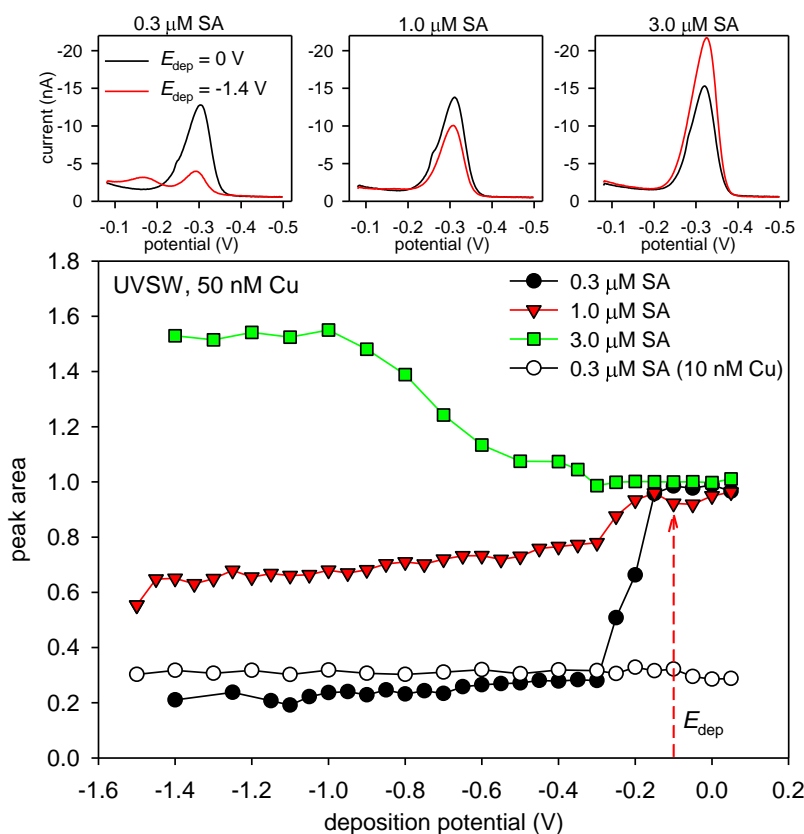 0.3 μM SA
1.0 μM SA
3.0 μM SA
current (nA)
-20
-15
-10
-5
0
E_dep = 0 V
E_dep = -1.4 V
-0.1 -0.2 -0.3 -0.4 -0.5
potential (V)
-20
-15
-10
-5
0
-0.1 -0.2 -0.3 -0.4 -0.5
potential (V)
-20
-15
-10
-5
0
-0.1 -0.2 -0.3 -0.4 -0.5
potential (V)
peak area
1.8
1.6
1.4
1.2
1.0
0.8
0.6
0.4
0.2
0.0
UVSW, 50 nM Cu
0.3 μM SA
1.0 μM SA
3.0 μM SA
0.3 μM SA (10 nM Cu)
E_dep
-1.6 -1.4 -1.2 -1.0 -0.8 -0.6 -0.4 -0.2 0.0 0.2
deposition potential (V)